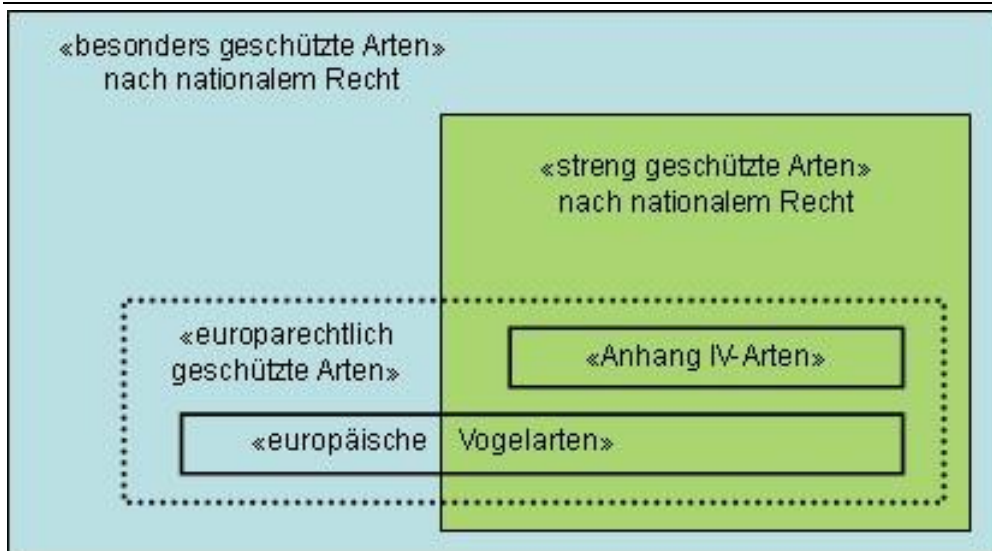 «besonders geschützte Arten»
nach nationalem Recht
«streng geschützte Arten»
nach nationalem Recht
«europarechtlich
geschützte Arten»
«Anhang IV-Arten»
«europäische Vogelarten»